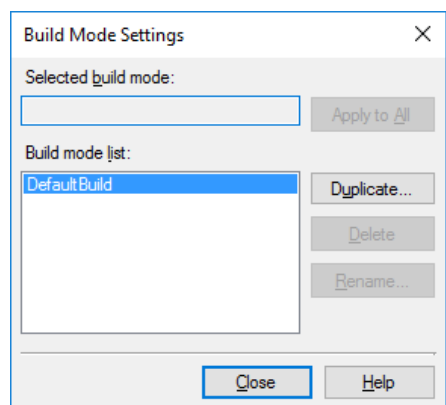 Build Mode Settings
Selected build mode:
Apply to All
Build mode list:
DefaultBuild
Duplicate...
Delete
Rename...
Close
Help